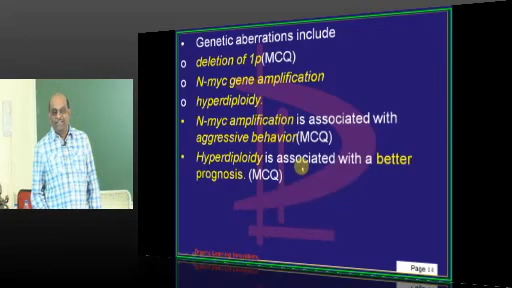 • Genetic aberrations include
o deletion of 1p(MCQ)
o N-myc gene amplification
o hyperdiploidy.
• N-myc amplification is associated with
aggressive behavior(MCQ)
• Hyperdiploidy is associated with a better
prognosis. (MCQ)
Page 14